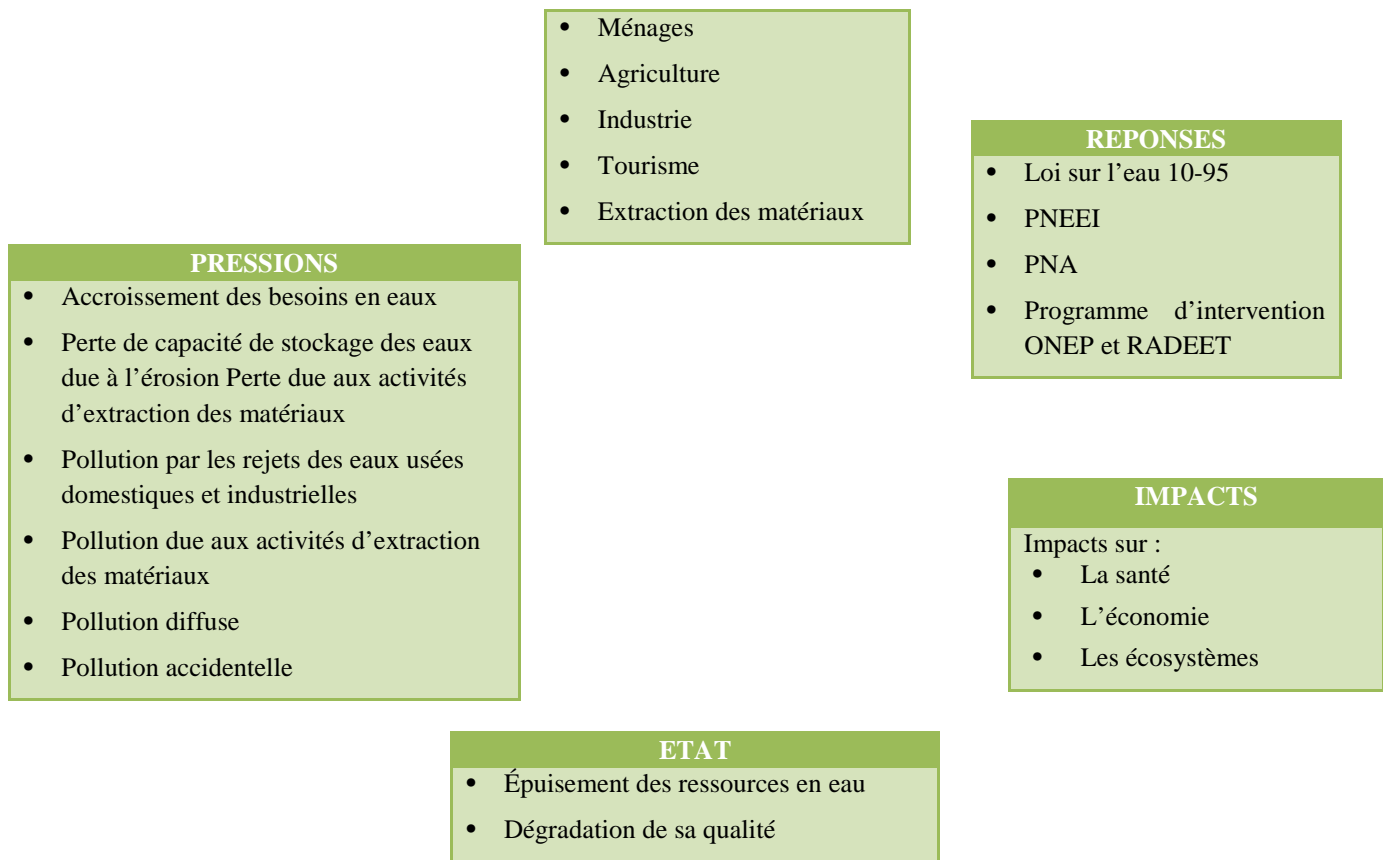 • Ménages
• Agriculture
• Industrie
• Tourisme
• Extraction des matériaux
PRESSIONS
• Accroissement des besoins en eaux
• Perte de capacité de stockage des eaux
due à l’érosion Perte due aux activités
d’extraction des matériaux
• Pollution par les rejets des eaux usées
domestiques et industrielles
• Pollution due aux activités d’extraction
des matériaux
• Pollution diffuse
• Pollution accidentelle
REPONSES
• Loi sur l’eau 10-95
• PNEEI
• PNA
• Programme d’intervention
ONEP et RADEET
IMPACTS
Impacts sur :
• La santé
• L’économie
• Les écosystèmes
ETAT
• Épuisement des ressources en eau
• Dégradation de sa qualité